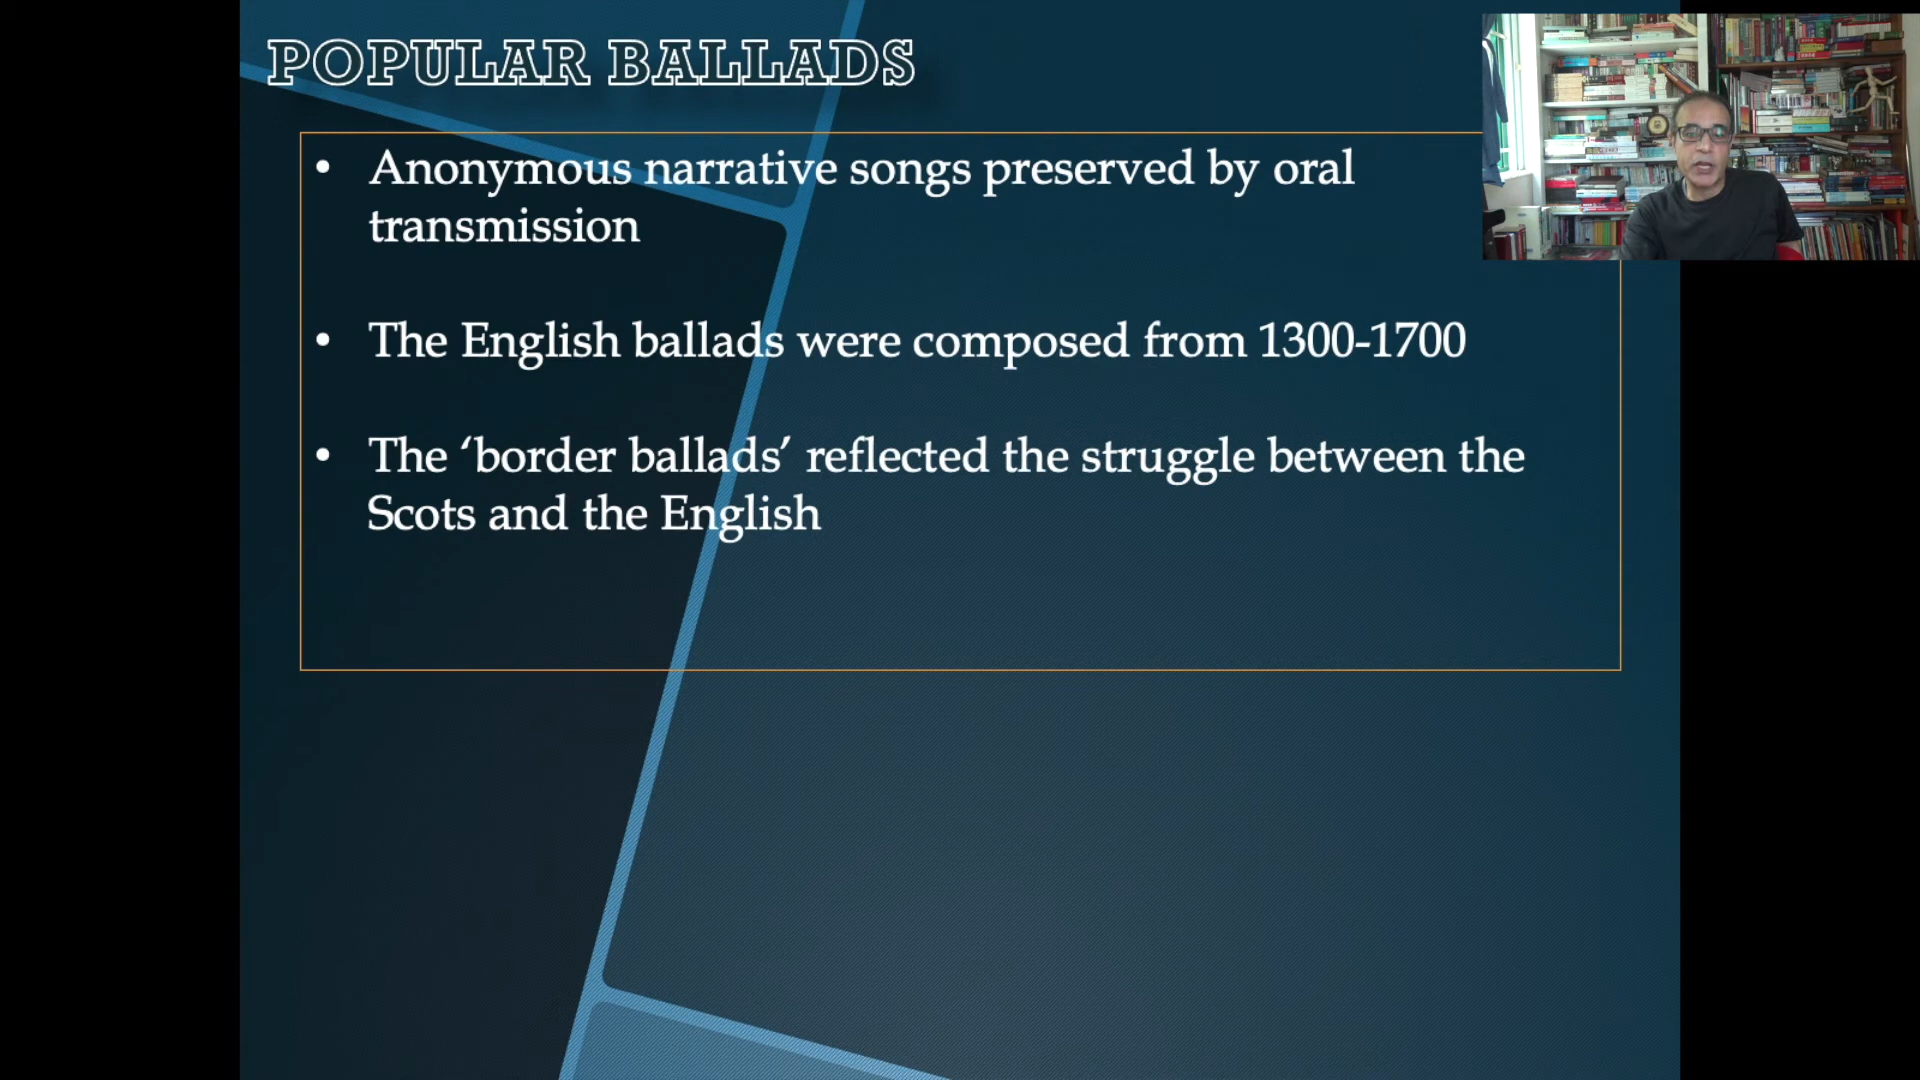 POPULAR BALLADS
• Anonymous narrative songs preserved by oral
transmission
• The English ballads were composed from 1300-1700
• The ‘border ballads’ reflected the struggle between the
Scots and the English